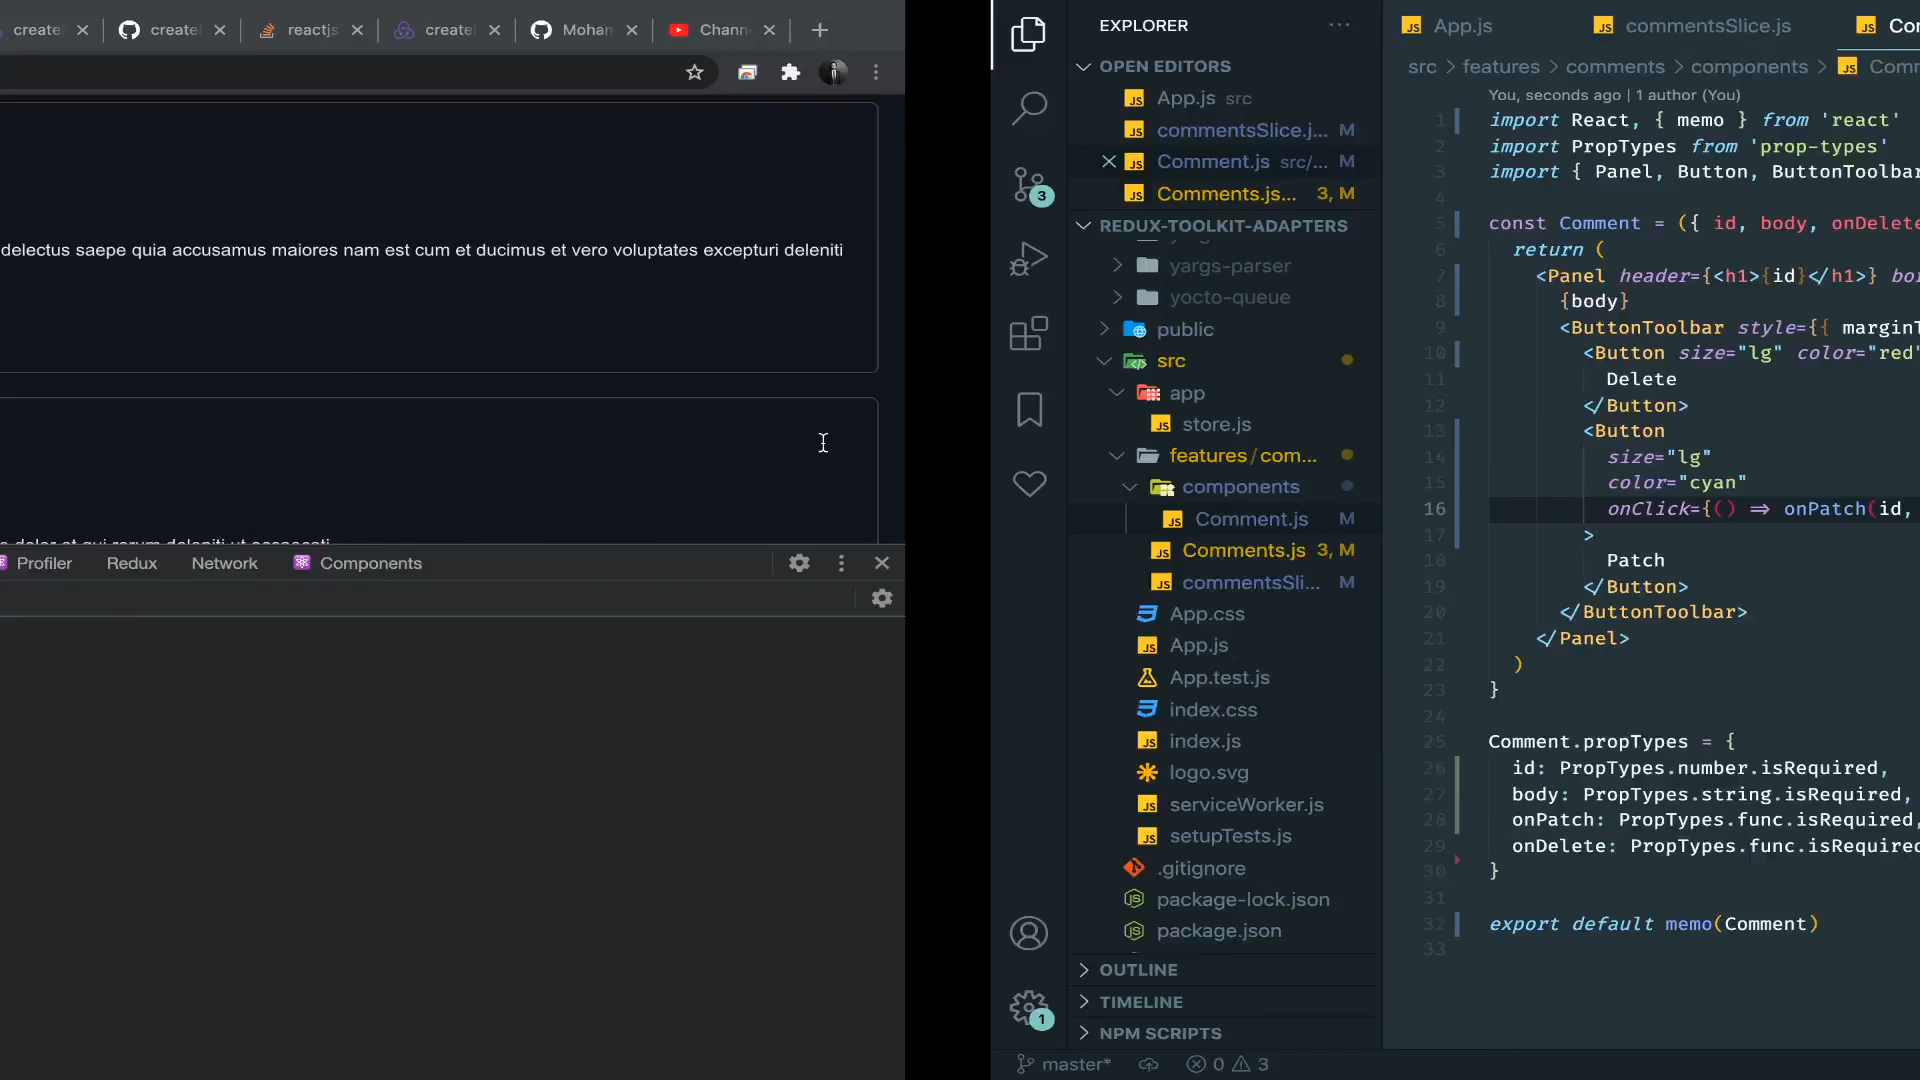 create
create
reactjs
create
Moham
Chann
delectus saepe quia accusamus maiores nam est cum et ducimus et vero voluptates excepturi deleniti
Profiler
Redux
Network
Components
EXPLORER
OPEN EDITORS
App.js src
commentsSlice.j... M
Comment.js src/... M
Comments.js... 3, M
REDUX-TOOLKIT-ADAPTERS
yargs-parser
yocto-queue
public
src
app
store.js
features/com...
components
Comment.js M
Comments.js 3, M
commentsSli... M
App.css
App.js
App.test.js
index.css
index.js
logo.svg
serviceWorker.js
setupTests.js
.gitignore
package-lock.json
package.json
OUTLINE
TIMELINE
NPM SCRIPTS
3
1
master*
0 3
App.js
commentsSlice.js
Co
src > features > comments > components > Comm
You, seconds ago | 1 author (You)
1 import React, { memo } from 'react'
2 import PropTypes from 'prop-types'
3 import { Panel, Button, ButtonToolbar
4
5 const Comment = ({ id, body, onDelete
6 return (
7 <Panel header={<h1>{id}</h1>} bor
8 {body}
9 <ButtonToolbar style={{ marginT
10 <Button size="lg" color="red"
11 Delete
12 </Button>
13 <Button
14 size="lg"
15 color="cyan"
16 onClick={() => onPatch(id,
17 >
18 Patch
19 </Button>
20 </ButtonToolbar>
21 </Panel>
22 )
23 }
24
25 Comment.propTypes = {
26 id: PropTypes.number.isRequired,
27 body: PropTypes.string.isRequired,
28 onPatch: PropTypes.func.isRequired,
29 onDelete: PropTypes.func.isRequired
30 }
31
32 export default memo(Comment)
33